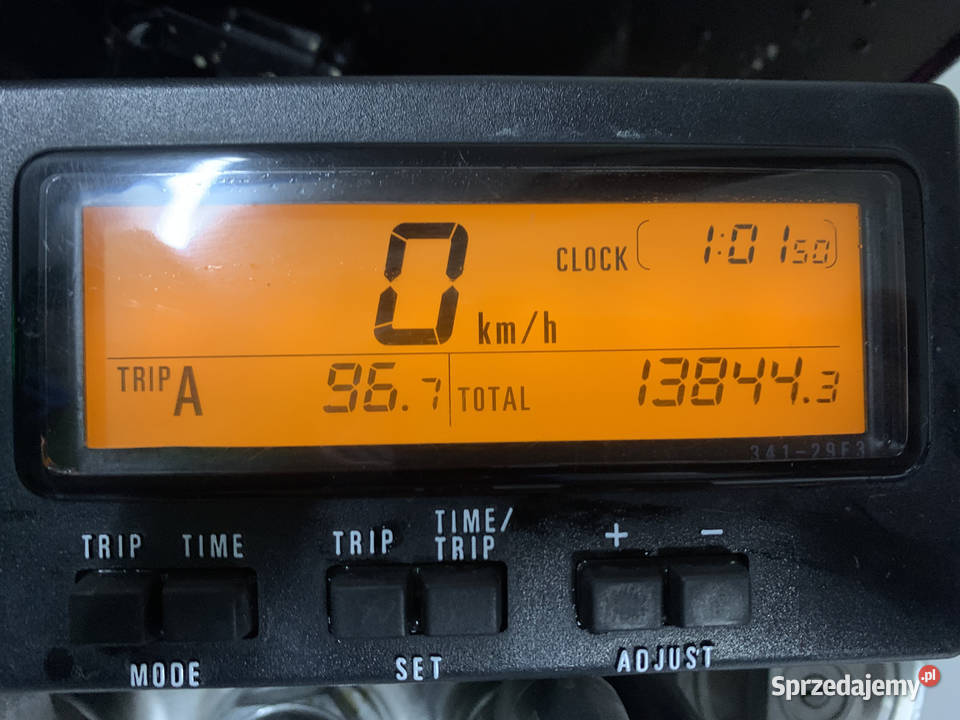 CLOCK 1:01 50
0 km/h
TRIP A 96.7 TOTAL 13844.3
341-29F3
TRIP TIME TRIP TIME/TRIP + -
MODE SET ADJUST
Sprzedajemy.pl